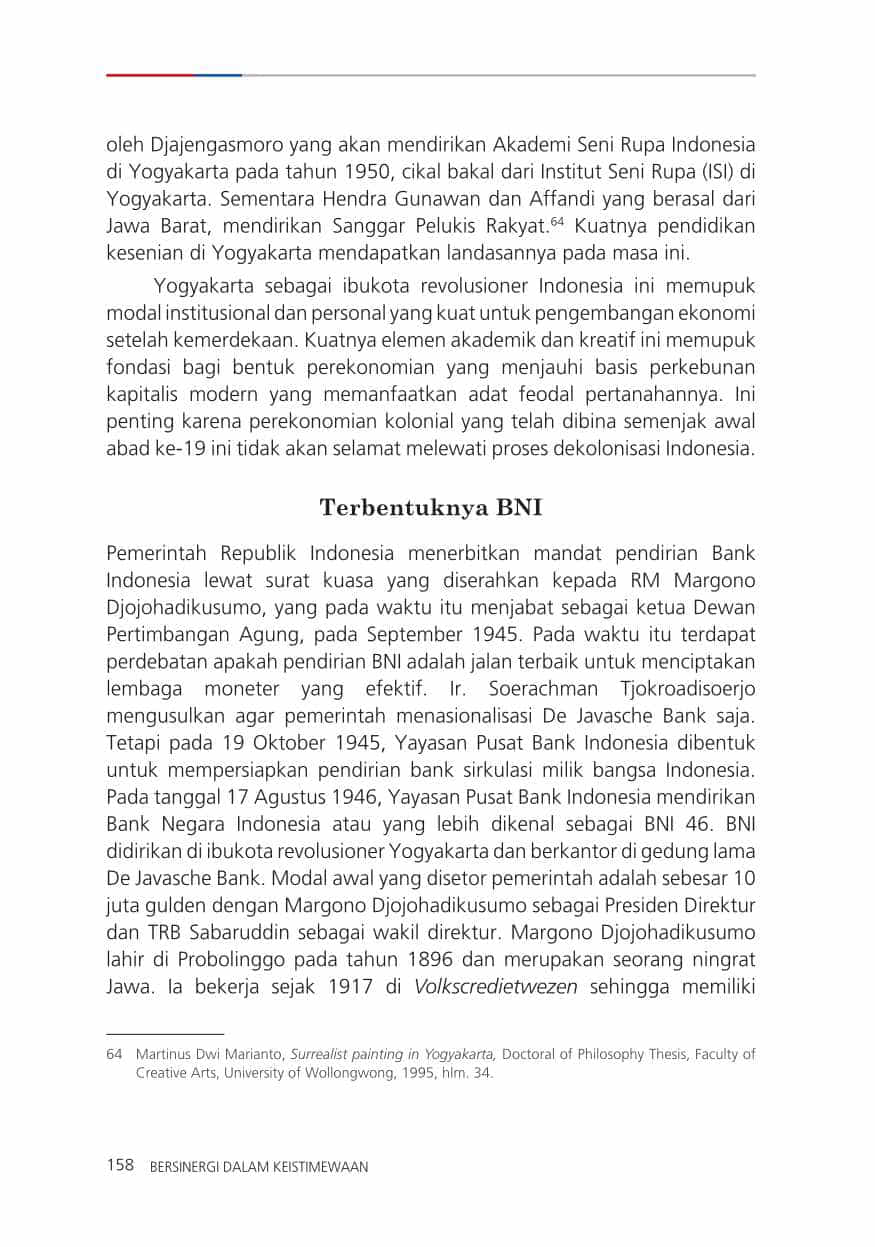 oleh Djajengasmoro yang akan mendirikan Akademi Seni Rupa Indonesia
di Yogyakarta pada tahun 1950, cikal bakal dari Institut Seni Rupa (ISI) di
Yogyakarta. Sementara Hendra Gunawan dan Affandi yang berasal dari
Jawa Barat, mendirikan Sanggar Pelukis Rakyat.64 Kuatnya pendidikan
kesenian di Yogyakarta mendapatkan landasannya pada masa ini.
Yogyakarta sebagai ibukota revolusioner Indonesia ini memupuk
modal institusional dan personal yang kuat untuk pengembangan ekonomi
setelah kemerdekaan. Kuatnya elemen akademik dan kreatif ini memupuk
fondasi bagi bentuk perekonomian yang menjauhi basis perkebunan
kapitalis modern yang memanfaatkan adat feodal pertanahannya. Ini
penting karena perekonomian kolonial yang telah dibina semenjak awal
abad ke-19 ini tidak akan selamat melewati proses dekolonisasi Indonesia.
Terbentuknya BNI
Pemerintah Republik Indonesia menerbitkan mandat pendirian Bank
Indonesia lewat surat kuasa yang diserahkan kepada RM Margono
Djojohadikusumo, yang pada waktu itu menjabat sebagai ketua Dewan
Pertimbangan Agung, pada September 1945. Pada waktu itu terdapat
perdebatan apakah pendirian BNI adalah jalan terbaik untuk menciptakan
lembaga moneter yang efektif. Ir. Soerachman Tjokroadisoerjo
mengusulkan agar pemerintah menasionalisasi De Javasche Bank saja.
Tetapi pada 19 Oktober 1945, Yayasan Pusat Bank Indonesia dibentuk
untuk mempersiapkan pendirian bank sirkulasi milik bangsa Indonesia.
Pada tanggal 17 Agustus 1946, Yayasan Pusat Bank Indonesia mendirikan
Bank Negara Indonesia atau yang lebih dikenal sebagai BNI 46. BNI
didirikan di ibukota revolusioner Yogyakarta dan berkantor di gedung lama
De Javasche Bank. Modal awal yang disetor pemerintah adalah sebesar 10
juta gulden dengan Margono Djojohadikusumo sebagai Presiden Direktur
dan TRB Sabaruddin sebagai wakil direktur. Margono Djojohadikusumo
lahir di Probolinggo pada tahun 1896 dan merupakan seorang ningrat
Jawa. Ia bekerja sejak 1917 di Volkscredietwezen sehingga memiliki
64 Martinus Dwi Marianto, Surrealist painting in Yogyakarta, Doctoral of Philosophy Thesis, Faculty of
Creative Arts, University of Wollongwong, 1995, hlm. 34.
158 BERSINERGI DALAM KEISTIMEWAAN